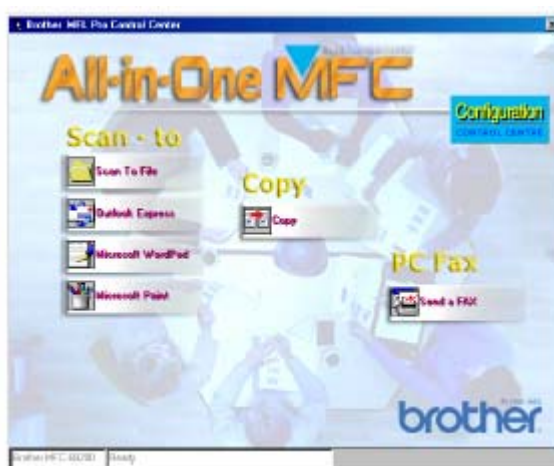 Brother MFL Pro Control Center
All-in-One MFC
Configuration
CONTROL CENTRE
Scan - to
Scan To File
Outlook Express
Microsoft WordPad
Microsoft Paint
Copy
Copy
PC Fax
Send a FAX
brother
Ready